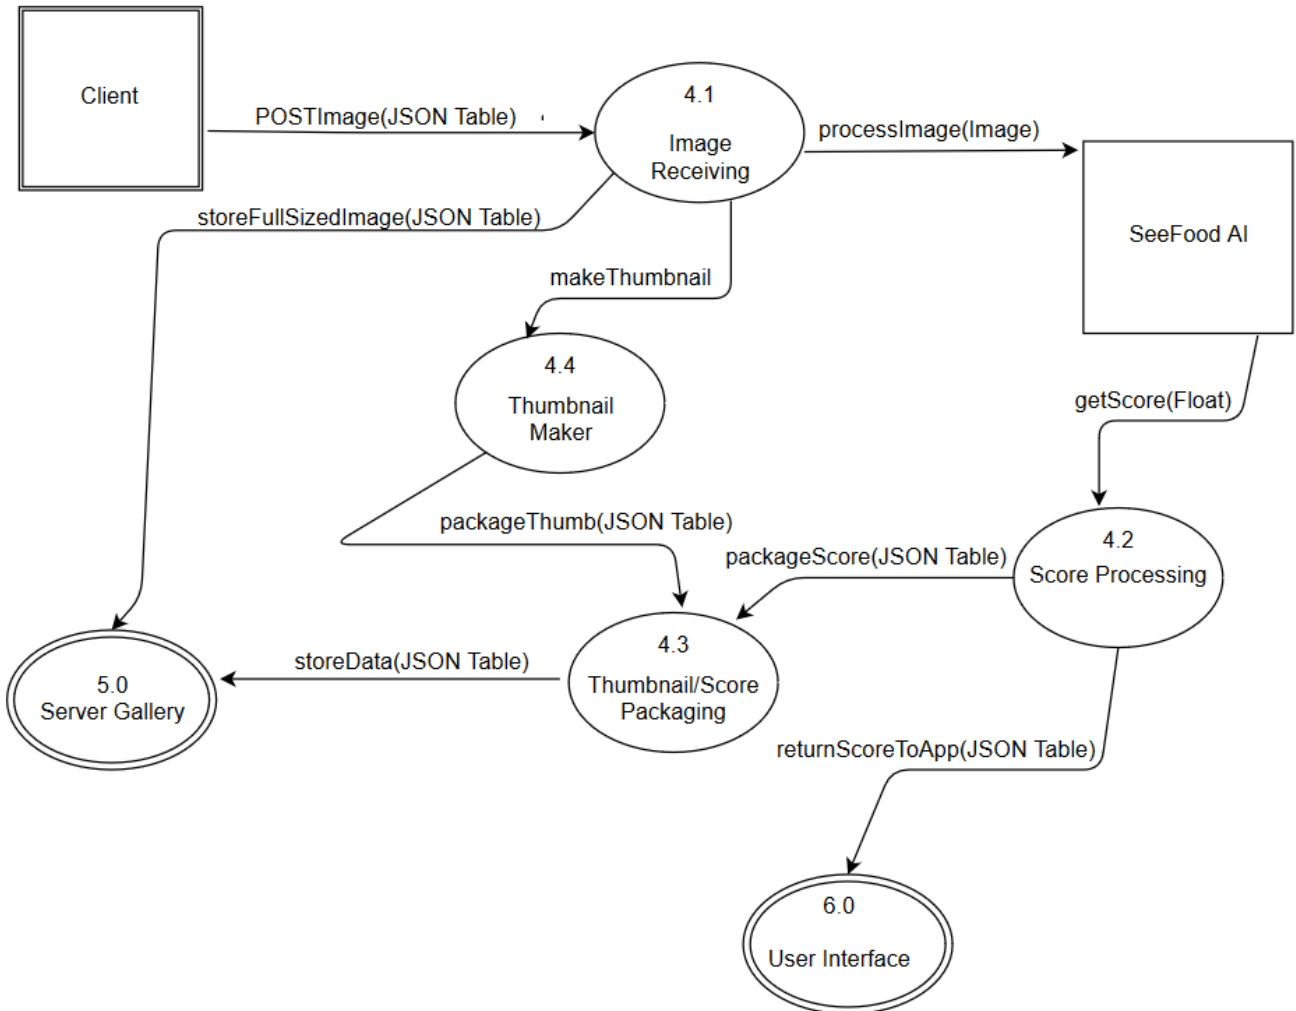 Client
POSTImage(JSON Table)
4.1
Image
Receiving
processImage(Image)
SeeFood AI
storeFullSizedImage(JSON Table)
makeThumbnail
4.4
Thumbnail
Maker
getScore(Float)
packageThumb(JSON Table)
packageScore(JSON Table)
4.2
Score Processing
4.3
Thumbnail/Score
Packaging
storeData(JSON Table)
5.0
Server Gallery
returnScoreToApp(JSON Table)
6.0
User Interface